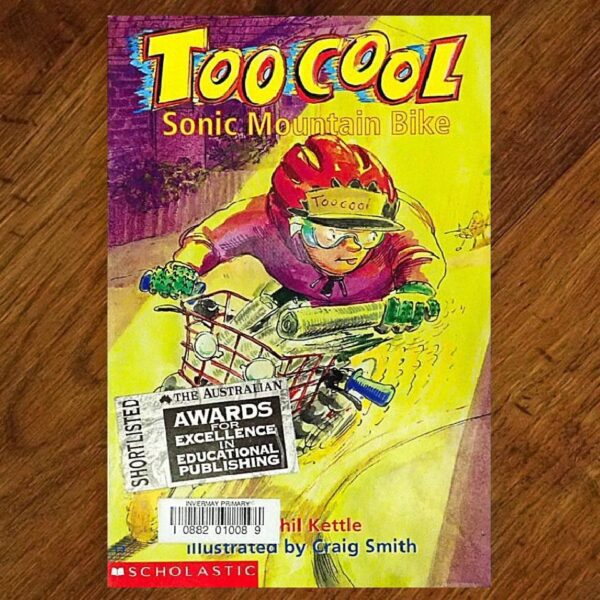 TOO COOL
Sonic Mountain Bike
Toocool
SHORTLISTED
THE AUSTRALIAN
AWARDS
FOR
EXCELLENCE
IN
EDUCATIONAL
PUBLISHING
INVERMAY PRIMARY
I 0882 01008 9
hil Kettle
illustrated by Craig Smith
SCHOLASTIC